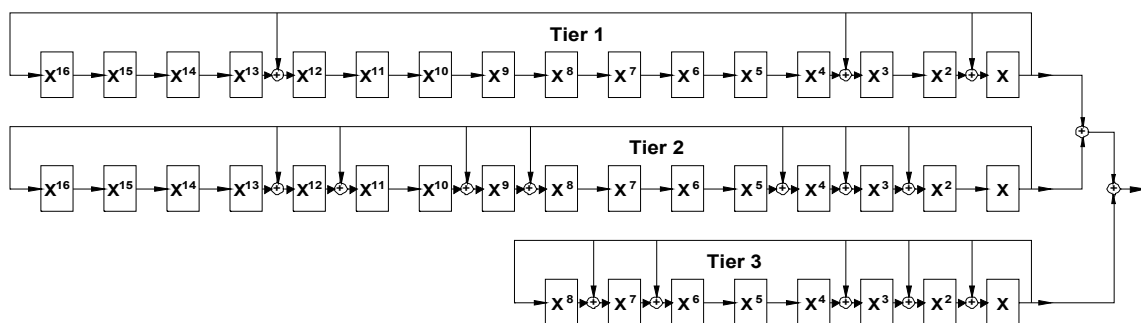 Tier 1
X¹⁶ X¹⁵ X¹⁴ X¹³ + X¹² X¹¹ X¹⁰ X⁹ X⁸ X⁷ X⁶ X⁵ X⁴ + X³ X² + X
+
Tier 2
X¹⁶ X¹⁵ X¹⁴ X¹³ + X¹² + X¹¹ X¹⁰ + X⁹ + X⁸ X⁷ X⁶ X⁵ + X⁴ + X³ + X² X +
Tier 3
X⁸ + X⁷ + X⁶ X⁵ X⁴ + X³ + X² + X